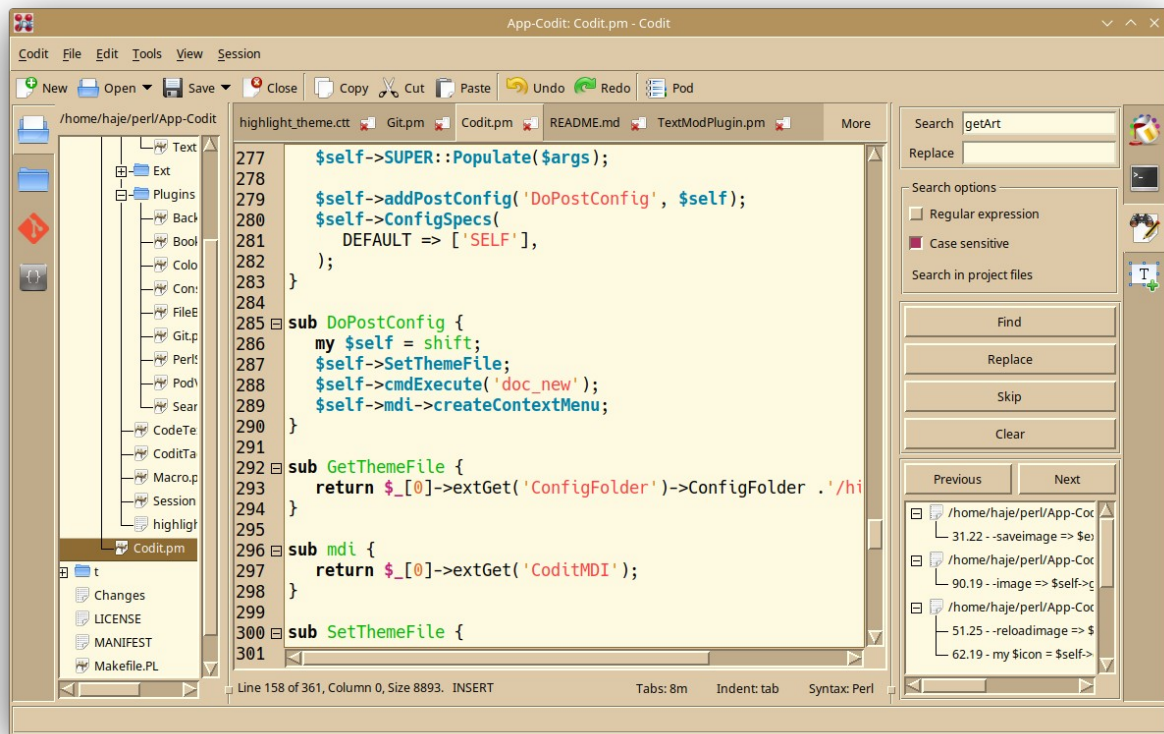 App-Codit: Codit.pm - Codit
Codit File Edit Tools View Session
New Open Save Close Copy Cut Paste Undo Redo Pod
/home/haje/perl/App-Codit
Text
Ext
Plugins
Back
Bool
Colo
Con
FileE
Git.p
Perl
Pod
Sear
CodeTe
CoditTa
Macro.p
Session
highligh
Codit.pm
t
Changes
LICENSE
MANIFEST
Makefile.PL
highlight_theme.ctt Git.pm Codit.pm README.md TextModPlugin.pm More
277 $self->SUPER::Populate($args);
278
279 $self->addPostConfig('DoPostConfig', $self);
280 $self->ConfigSpecs(
281 DEFAULT => ['SELF'],
282 );
283 }
284
285 sub DoPostConfig {
286 my $self = shift;
287 $self->SetThemeFile;
288 $self->cmdExecute('doc_new');
289 $self->mdi->createContextMenu;
290 }
291
292 sub GetThemeFile {
293 return $_[0]->extGet('ConfigFolder')->ConfigFolder .'/hi
294 }
295
296 sub mdi {
297 return $_[0]->extGet('CoditMDI');
298 }
299
300 sub SetThemeFile {
301
Line 158 of 361, Column 0, Size 8893. INSERT Tabs: 8m Indent: tab Syntax: Perl
Search getArt
Replace
Search options
Regular expression
Case sensitive
Search in project files
Find
Replace
Skip
Clear
Previous Next
/home/haje/perl/App-Cod
31.22 - -saveimage => $e
/home/haje/perl/App-Cod
90.19 - -image => $self->g
/home/haje/perl/App-Cod
51.25 - -reloadimage => $
62.19 - my $icon = $self->